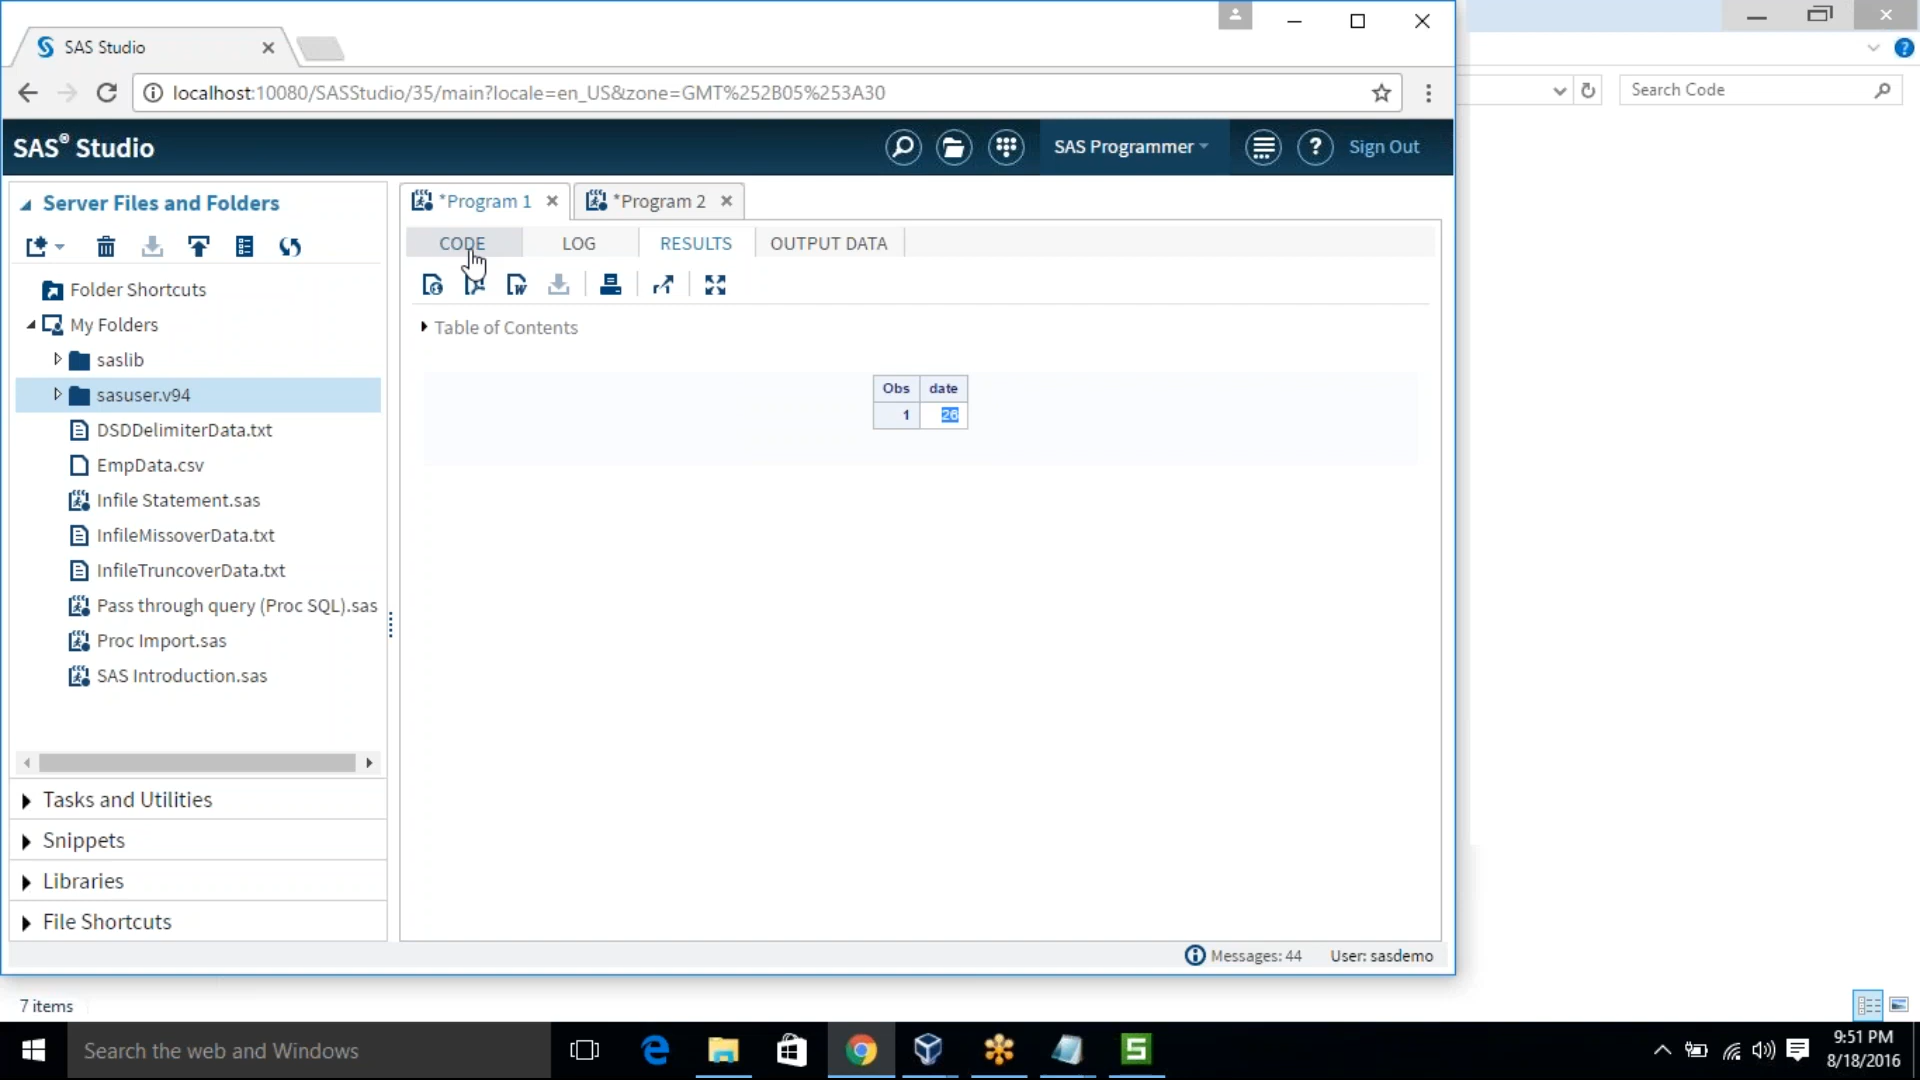 SAS Studio
localhost:10080/SASStudio/35/main?locale=en_US&zone=GMT%252B05%253A30
Search Code
SAS® Studio
SAS Programmer
Sign Out
Server Files and Folders
Folder Shortcuts
My Folders
saslib
sasuser.v94
DSDDelimiterData.txt
EmpData.csv
Infile Statement.sas
InfileMissoverData.txt
InfileTruncoverData.txt
Pass through query (Proc SQL).sas
Proc Import.sas
SAS Introduction.sas
Tasks and Utilities
Snippets
Libraries
File Shortcuts
*Program 1
*Program 2
CODE LOG RESULTS OUTPUT DATA
Table of Contents
Obs date
1 26
Messages: 44 User: sasdemo
7 items
Search the web and Windows
9:51 PM
8/18/2016